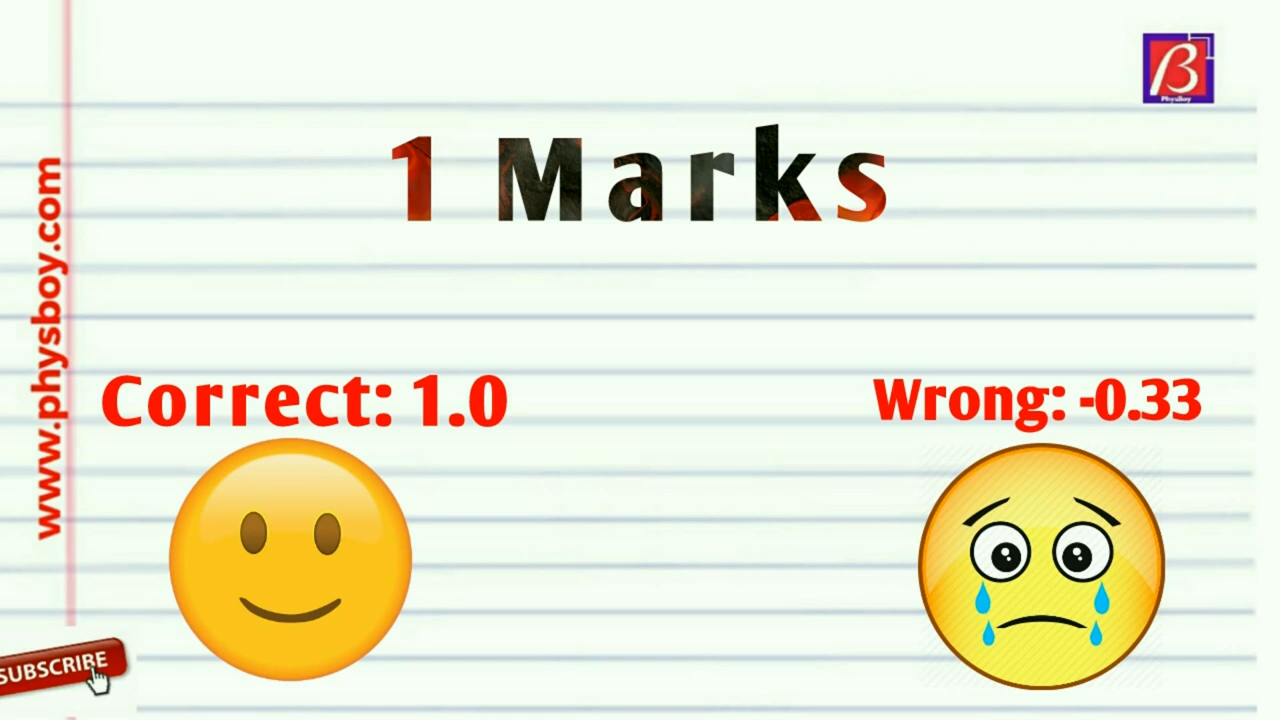 β
PhysBoy
1 Marks
www.physboy.com
Correct: 1.0
Wrong: -0.33
SUBSCRIBE